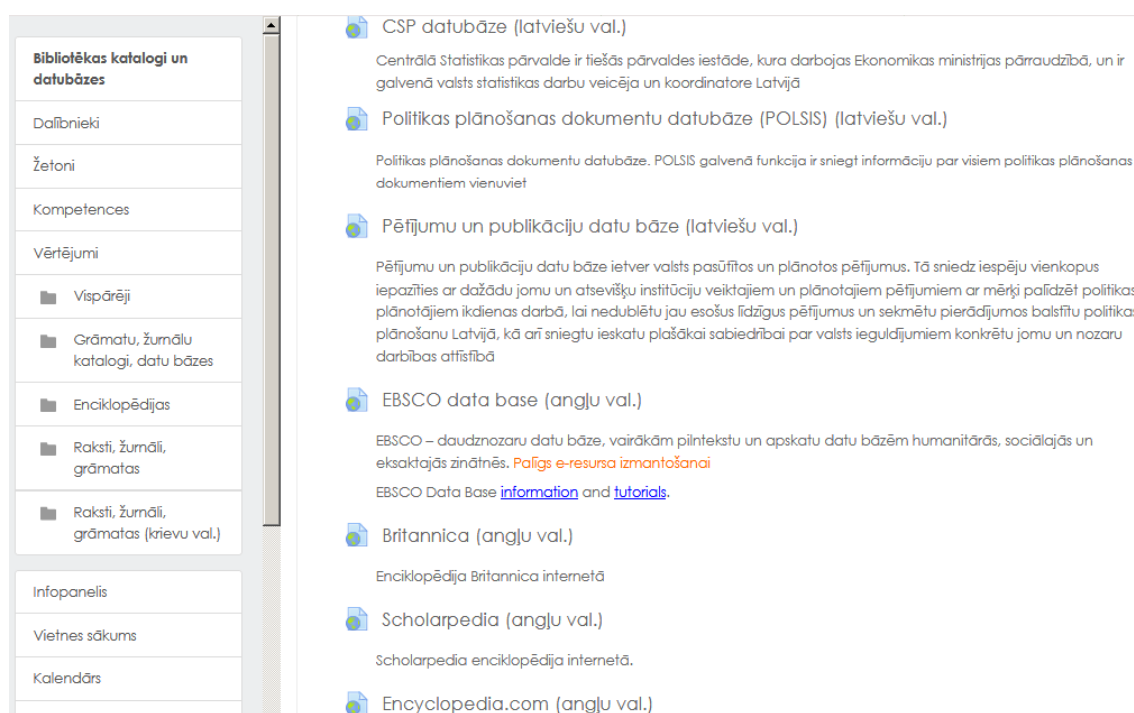 Bibliotēkas katalogi un
datubāzes
Dalībnieki
Žetoni
Kompetences
Vērtējumi
Vispārēji
Grāmatu, žurnālu
katalogi, datu bāzes
Enciklopēdijas
Raksti, žurnāli,
grāmatas
Raksti, žurnāli,
grāmatas (krievu val.)
Infopanelis
Vietnes sākums
Kalendārs
CSP datubāze (latviešu val.)
Centrālā Statistikas pārvalde ir tiešās pārvaldes iestāde, kura darbojas Ekonomikas ministrijas pārraudzībā, un ir
galvenā valsts statistikas darbu veicēja un koordinatore Latvijā
Politikas plānošanas dokumentu datubāze (POLSIS) (latviešu val.)
Politikas plānošanas dokumentu datubāze. POLSIS galvenā funkcija ir sniegt informāciju par visiem politikas plānošanas
dokumentiem vienuviet
Pētījumu un publikāciju datu bāze (latviešu val.)
Pētījumu un publikāciju datu bāze ietver valsts pasūtītos un plānotos pētījumus. Tā sniedz iespēju vienkopus
iepazīties ar dažādu jomu un atsevišķu institūciju veiktajiem un plānotajiem pētījumiem ar mērķi palīdzēt politikas
plānotājiem ikdienas darbā, lai nedublētu jau esošus līdzīgus pētījumus un sekmētu pierādījumos balstītu politikas
plānošanu Latvijā, kā arī sniegtu ieskatu plašākai sabiedrībai par valsts ieguldījumiem konkrētu jomu un nozaru
darbības attīstībā
EBSCO data base (angļu val.)
EBSCO – daudznozaru datu bāze, vairākām pilntekstu un apskatu datu bāzēm humanitārās, sociālajās un
eksaktajās zinātnēs. Palīgs e-resursa izmantošanai
EBSCO Data Base information and tutorials.
Britannica (angļu val.)
Enciklopēdija Britannica internetā
Scholarpedia (angļu val.)
Scholarpedia enciklopēdija internetā.
Encyclopedia.com (angļu val.)